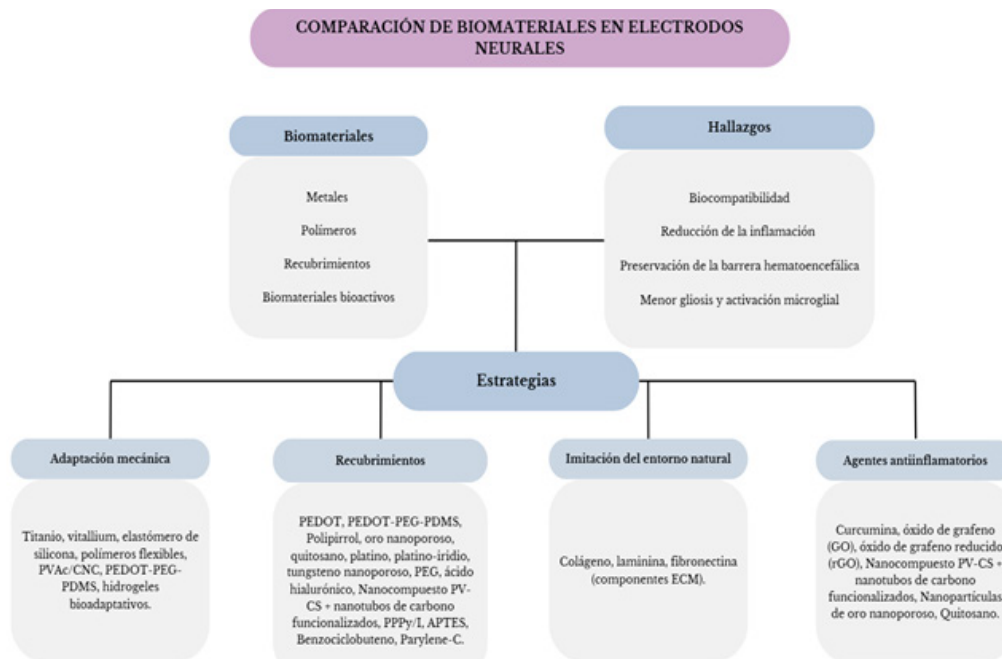 COMPARACIÓN DE BIOMATERIALES EN ELECTRODOS
NEURALES
Biomateriales
Metales
Polímeros
Recubrimientos
Biomateriales bioactivos
Hallazgos
Biocompatibilidad
Reducción de la inflamación
Preservación de la barrera hematoencefálica
Menor gliosis y activación microglial
Estrategias
Adaptación mecánica
Titanio, vitallium, elastómero de
silicona, polímeros flexibles,
PVAc/CNC, PEDOT-PEG-
PDMS, hidrogeles
bioadaptativos.
Recubrimientos
PEDOT, PEDOT-PEG-PDMS,
Polipirrol, oro nanoporoso,
quitosano, platino, platino-iridio,
tungsteno nanoporoso, PEG, ácido
hialurónico, Nanocompuesto PV-
CS + nanotubos de carbono
funcionalizados, PPPy/I, APTES,
Benzociclobuteno, Parylene-C.
Imitación del entorno natural
Colágeno, laminina, fibronectina
(componentes ECM).
Agentes antiinflamatorios
Curcumina, óxido de grafeno
(GO), óxido de grafeno reducido
(rGO), Nanocompuesto PV-CS +
nanotubos de carbono
funcionalizados, Nanopartículas
de oro nanoporoso, Quitosano.